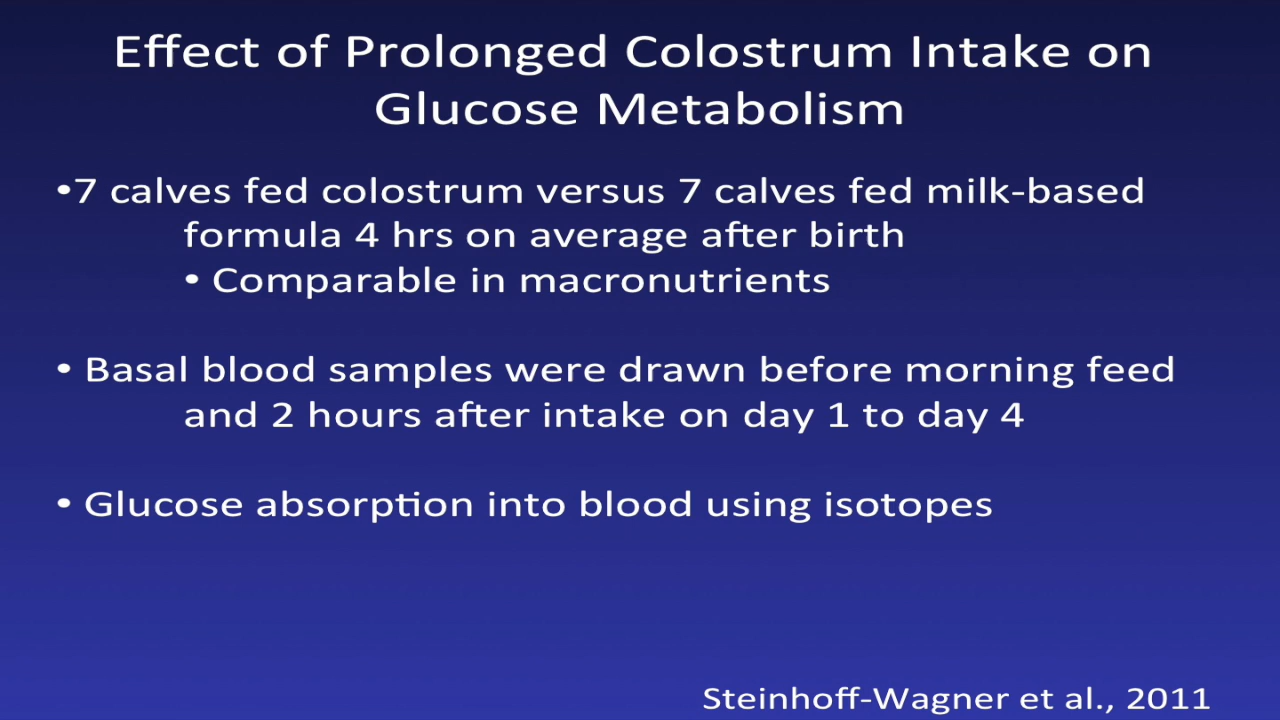 Effect of Prolonged Colostrum Intake on
Glucose Metabolism
•7 calves fed colostrum versus 7 calves fed milk-based
formula 4 hrs on average after birth
• Comparable in macronutrients
• Basal blood samples were drawn before morning feed
and 2 hours after intake on day 1 to day 4
• Glucose absorption into blood using isotopes
Steinhoff-Wagner et al., 2011